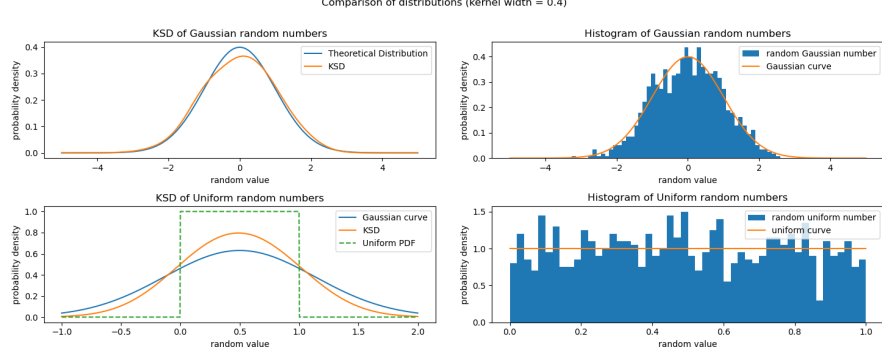 Comparison of distributions (kernel width = 0.4)
KSD of Gaussian random numbers
Theoretical Distribution
KSD
probability density
0.4
0.3
0.2
0.1
0.0
−4 −2 0 2 4
random value
Histogram of Gaussian random numbers
random Gaussian number
Gaussian curve
probability density
0.4
0.3
0.2
0.1
0.0
−4 −2 0 2 4
random value
KSD of Uniform random numbers
Gaussian curve
KSD
Uniform PDF
probability density
1.0
0.8
0.6
0.4
0.2
0.0
−1.0 −0.5 0.0 0.5 1.0 1.5 2.0
random value
Histogram of Uniform random numbers
random uniform number
uniform curve
probability density
1.5
1.0
0.5
0.0
0.0 0.2 0.4 0.6 0.8 1.0
random value